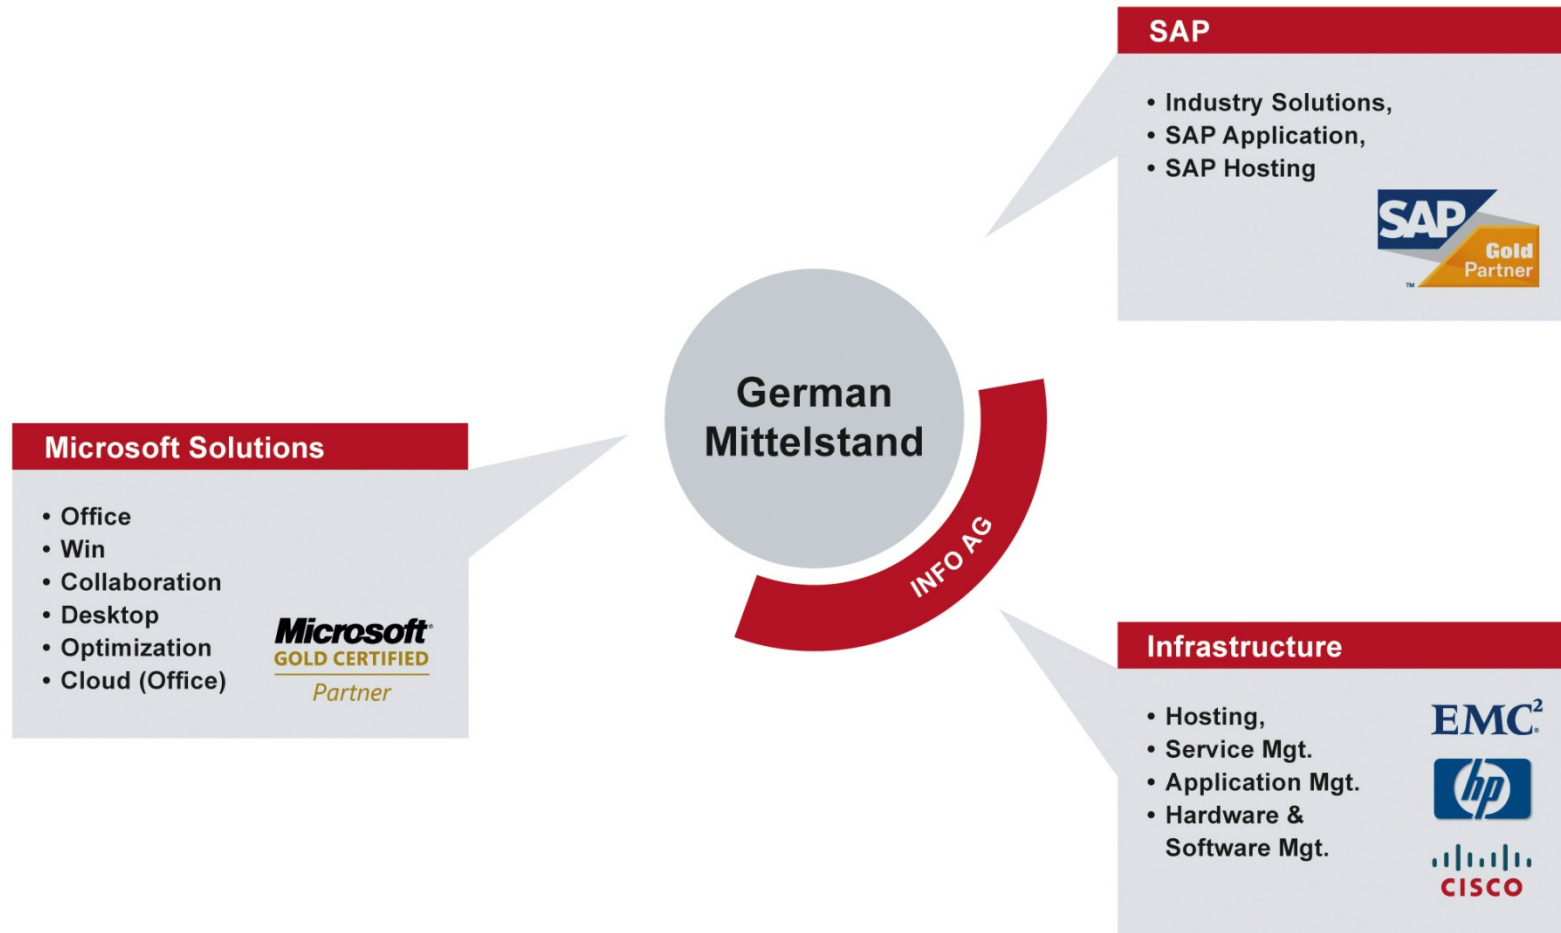 SAP
• Industry Solutions,
• SAP Application,
• SAP Hosting
SAP
Gold
Partner
™
German
Mittelstand
INFO AG
Microsoft Solutions
• Office
• Win
• Collaboration
• Desktop
• Optimization
• Cloud (Office)
Microsoft
GOLD CERTIFIED
Partner
Infrastructure
• Hosting,
• Service Mgt.
• Application Mgt.
• Hardware &
Software Mgt.
EMC²
hp
CISCO